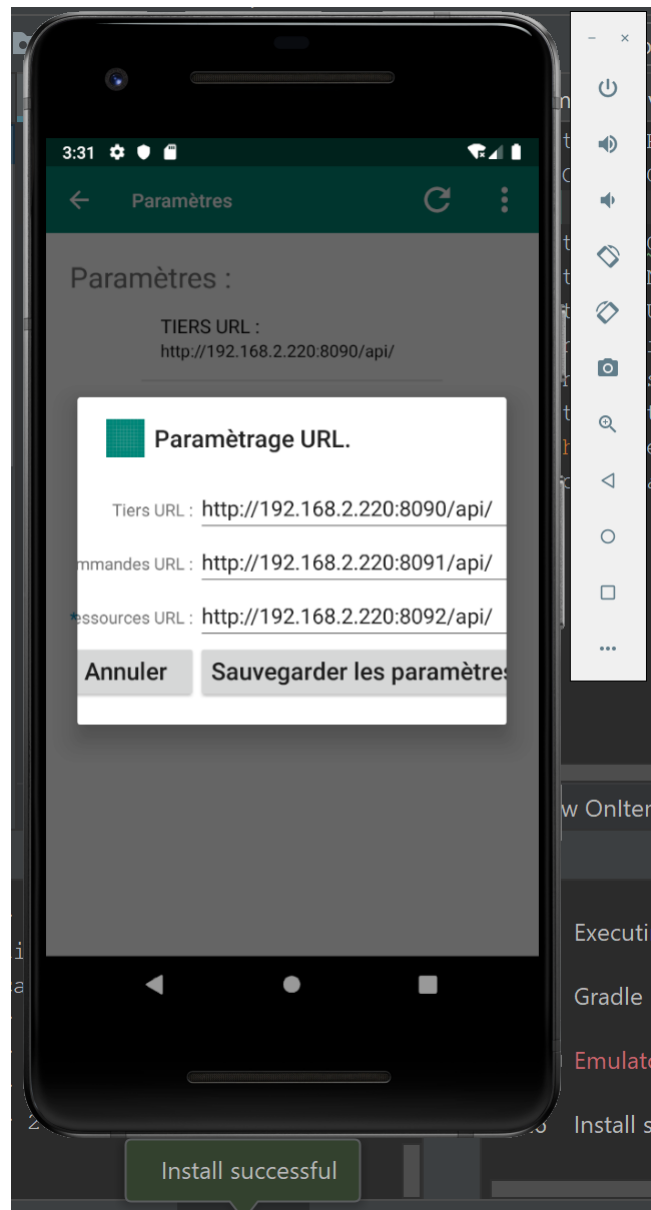 3:31
Paramètres
Paramètres :
TIERS URL :
http://192.168.2.220:8090/api/
Paramètrage URL.
Tiers URL : http://192.168.2.220:8090/api/
mmandes URL : http://192.168.2.220:8091/api/
essources URL : http://192.168.2.220:8092/api/
Annuler Sauvegarder les paramètres
w OnIter
Executi
Gradle
Emulato
Install s
Install successful